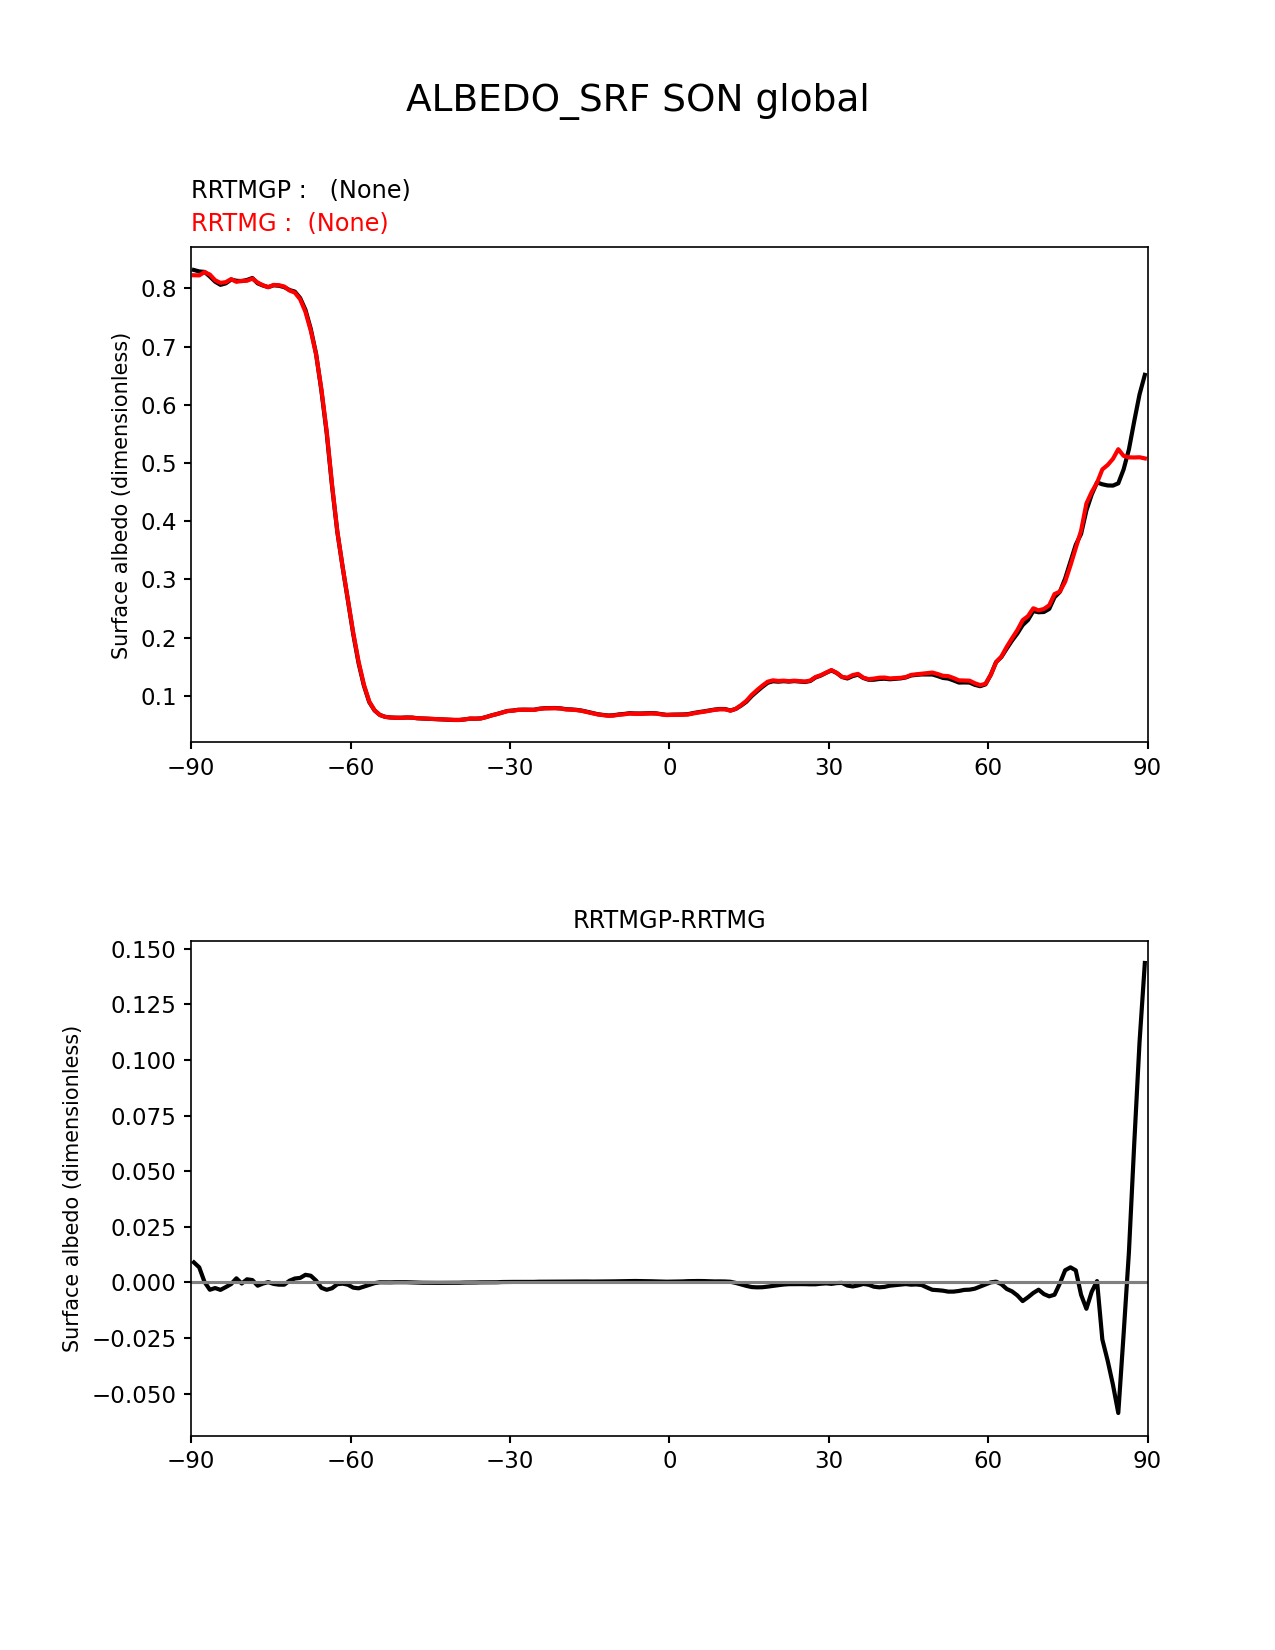 ALBEDO_SRF SON global
RRTMGP :   (None)
RRTMG :  (None)
Surface albedo (dimensionless)
0.8
0.7
0.6
0.5
0.4
0.3
0.2
0.1
−90 −60 −30 0 30 60 90
RRTMGP-RRTMG
Surface albedo (dimensionless)
0.150
0.125
0.100
0.075
0.050
0.025
0.000
−0.025
−0.050
−90 −60 −30 0 30 60 90